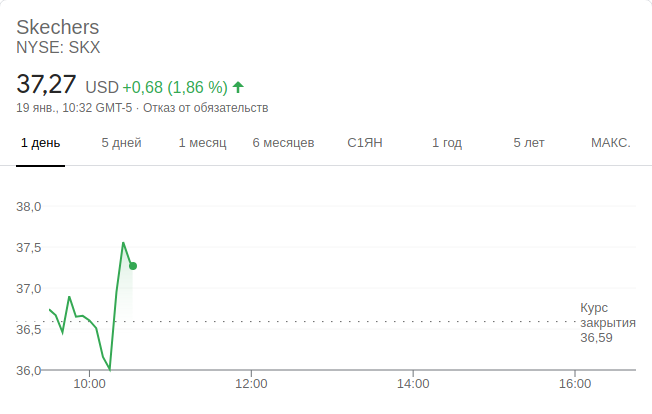 Skechers
NYSE: SKX
37,27 USD +0,68 (1,86 %)
19 янв., 10:32 GMT-5 · Отказ от обязательств
1 день 5 дней 1 месяц 6 месяцев С1ЯН 1 год 5 лет МАКС.
38,0
37,5
37,0
36,5
36,0
Курс
закрытия
36,59
10:00 12:00 14:00 16:00